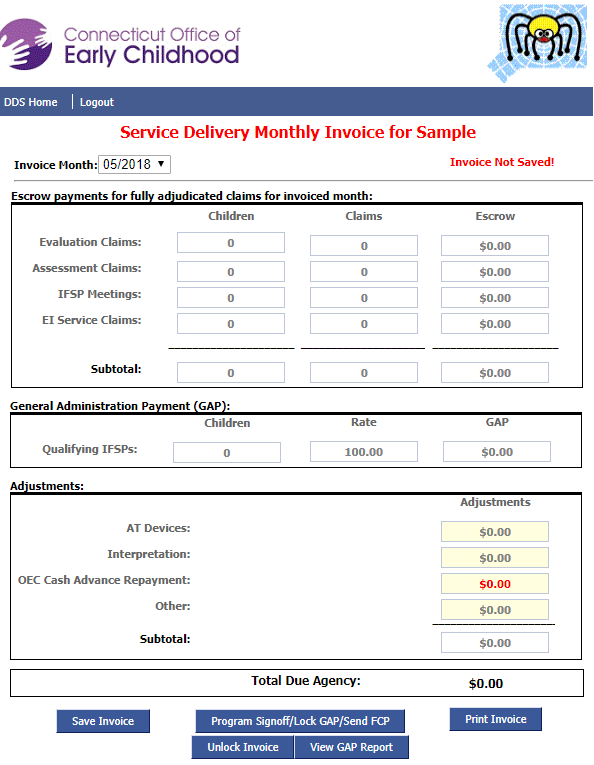 Connecticut Office of
Early Childhood
DDS Home | Logout
Service Delivery Monthly Invoice for Sample
Invoice Month: 05/2018 ▼ Invoice Not Saved!
Escrow payments for fully adjudicated claims for invoiced month:
Children Claims Escrow
Evaluation Claims: 0 0 $0.00
Assessment Claims: 0 0 $0.00
IFSP Meetings: 0 0 $0.00
EI Service Claims: 0 0 $0.00
Subtotal: 0 0 $0.00
General Administration Payment (GAP):
Children Rate GAP
Qualifying IFSPs: 0 100.00 $0.00
Adjustments:
Adjustments
AT Devices: $0.00
Interpretation: $0.00
OEC Cash Advance Repayment: $0.00
Other: $0.00
Subtotal: $0.00
Total Due Agency: $0.00
Save Invoice Program Signoff/Lock GAP/Send FCP Print Invoice
Unlock Invoice View GAP Report